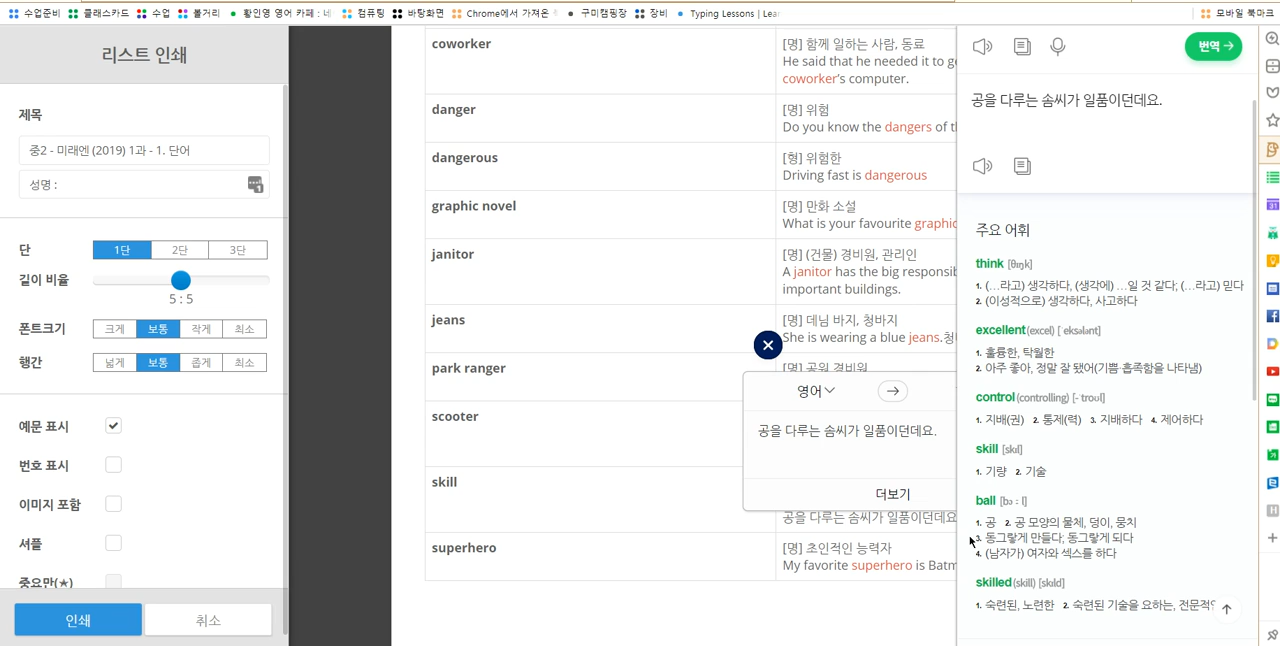 수업준비 클래스카드 수업 볼거리 황인영 영어 카페 : 네 컴퓨팅 바탕화면 Chrome에서 가져온 구미캠핑장 장비 Typing Lessons | Lear 모바일 북마크
리스트 인쇄
제목
중2 - 미래엔 (2019) 1과 - 1. 단어
성명 :
단 1단 2단 3단
길이 비율
5 : 5
폰트크기 크게 보통 작게 최소
행간 넓게 보통 좁게 최소
예문 표시
번호 표시
이미지 포함
셔플
중요만(★)
인쇄 취소
coworker
[명] 함께 일하는 사람, 동료
He said that he needed it to ge
coworker's computer.
danger
[명] 위험
Do you know the dangers of th
dangerous
[형] 위험한
Driving fast is dangerous
graphic novel
[명] 만화 소설
What is your favourite graphic
janitor
[명] (건물) 경비원, 관리인
A janitor has the big responsib
important buildings.
jeans
[명] 데님 바지, 청바지
She is wearing a blue jeans.청
park ranger
[명] 공원 경비원
scooter
skill
공을 다루는 솜씨가 일품이던데요
superhero
[명] 초인적인 능력자
My favorite superhero is Batm
영어
공을 다루는 솜씨가 일품이던데요.
더보기
번역
공을 다루는 솜씨가 일품이던데요.
주요 어휘
think [θɪŋk]
1. (…라고) 생각하다, (생각에) …일 것 같다; (…라고) 믿다
2. (이성적으로) 생각하다, 사고하다
excellent(excel) [ˈeksələnt]
1. 훌륭한, 탁월한
2. 아주 좋아, 정말 잘 됐어(기쁨·흡족함을 나타냄)
control(controlling) [-ˈtroʊl]
1. 지배(권) 2. 통제(력) 3. 지배하다 4. 제어하다
skill [skɪl]
1. 기량 2. 기술
ball [bɔːl]
1. 공 2. 공 모양의 물체, 덩이, 뭉치
3. 동그랗게 만들다; 동그랗게 되다
4. (남자가) 여자와 섹스를 하다
skilled(skill) [skɪld]
1. 숙련된, 노련한 2. 숙련된 기술을 요하는, 전문적인